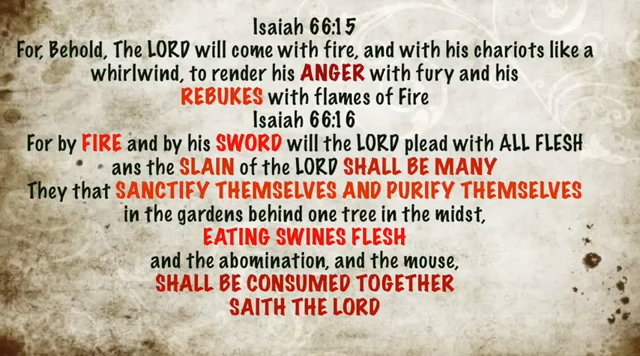 Isaiah 66:15
For, Behold, The LORD will come with fire, and with his chariots like a
whirlwind, to render his ANGER with fury and his
REBUKES with flames of Fire
Isaiah 66:16
For by FIRE and by his SWORD will the LORD plead with ALL FLESH
ans the SLAIN of the LORD SHALL BE MANY
They that SANCTIFY THEMSELVES AND PURIFY THEMSELVES
in the gardens behind one tree in the midst,
EATING SWINES FLESH
and the abomination, and the mouse,
SHALL BE CONSUMED TOGETHER
SAITH THE LORD